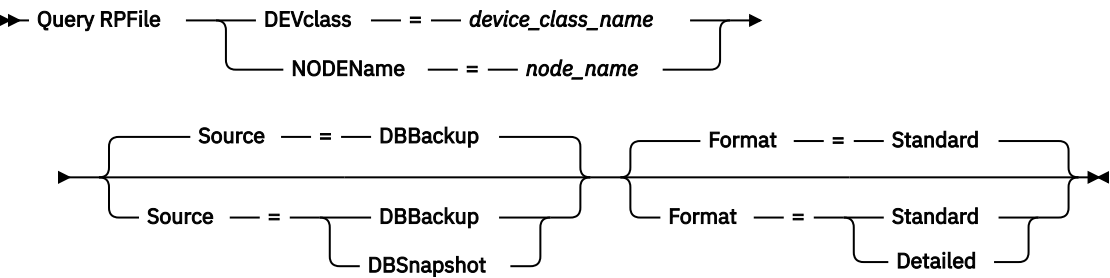 Query RPFile DEVclass = device_class_name
NODEName = node_name
Source = DBBackup Format = Standard
Source = DBBackup Format = Standard
DBSnapshot Detailed